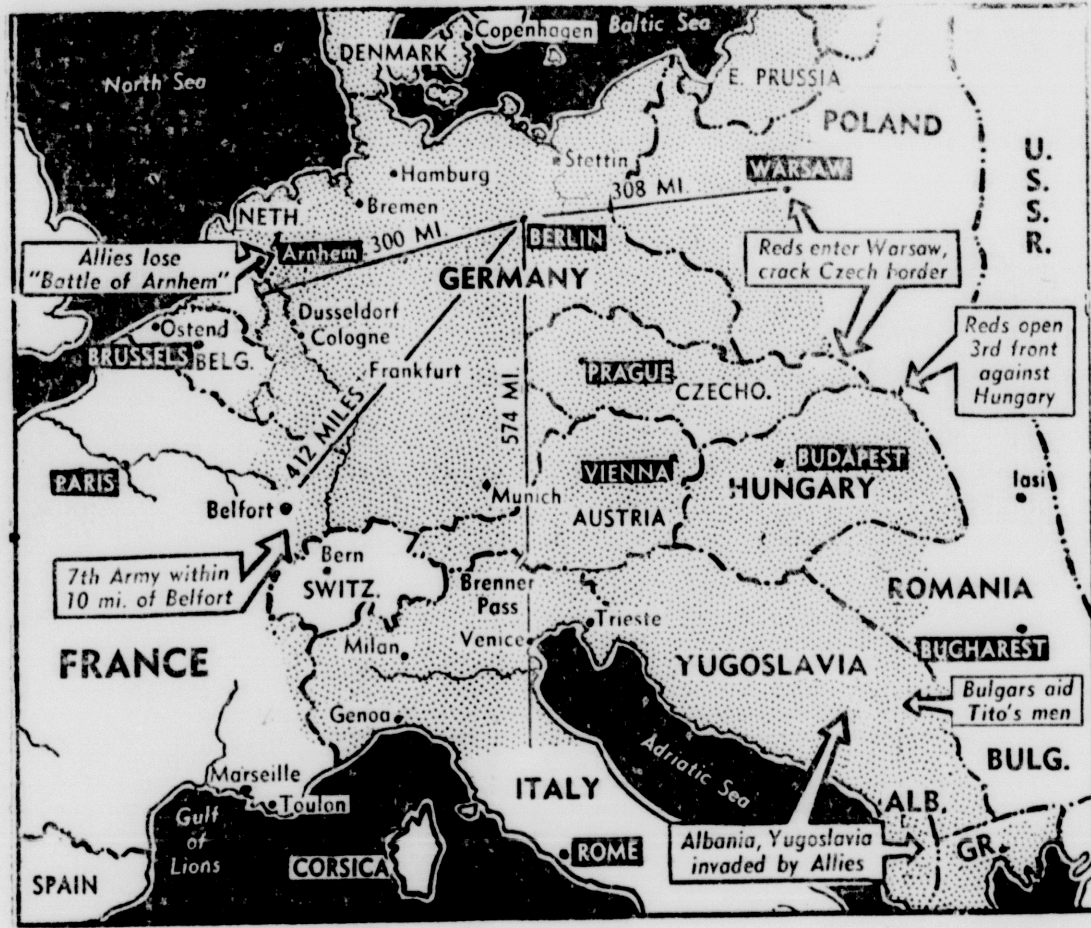 Copenhagen
Baltic Sea
DENMARK
North Sea
E. PRUSSIA
POLAND
U.
S.
S.
R.
Stettin
Hamburg
WARSAW
308 MI.
Bremen
NETH.
300 MI.
BERLIN
Allies lose
"Battle of Arnhem"
Arnhem
GERMANY
Reds enter Warsaw,
crack Czech border
Dusseldorf
Cologne
Ostend
BRUSSELS
BELG.
Frankfurt
Reds open
3rd front
against
Hungary
PRAGUE
CZECHO.
574 MI.
412 MILES
PARIS
VIENNA
BUDAPEST
HUNGARY
Munich
Belfort
AUSTRIA
Iasi
7th Army within
10 mi. of Belfort
Bern
SWITZ.
Brenner
Pass
ROMANIA
Trieste
Milan
Venice
BUCHAREST
FRANCE
YUGOSLAVIA
Bulgars aid
Tito's men
Genoa
Adriatic Sea
BULG.
Marseille
Toulon
ITALY
ALB.
Gulf
of
Lions
CORSICA
ROME
Albania, Yugoslavia
invaded by Allies
GR.
SPAIN